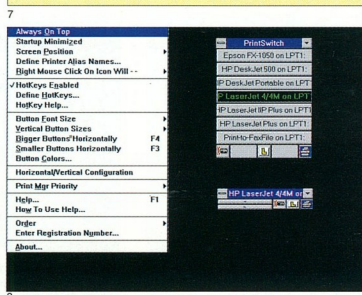 7
Always On Top
Startup Minimized
Screen Position
Define Printer Alias Names...
Right Mouse Click On Icon Will --
√HotKeys Enabled
Define HotKeys...
HotKey Help...
Button Font Size
Vertical Button Sizes
Bigger Buttons Horizontally F4
Smaller Buttons Horizontally F3
Button Colors...
Horizontal/Vertical Configuration
Print Mgr Priority
Help... F1
How To Use Help...
Order
Enter Registration Number...
About...
PrintSwitch
Epson FX-1050 on LPT1:
HP DeskJet 500 on LPT1:
HP DeskJet Portable on LPT1
HP LaserJet 4/4M on LPT1:
HP LaserJet IIP Plus on LPT1
HP LaserJet Plus on LPT1:
Print-to-FaxFile on LPT1:
HP LaserJet 4/4M or